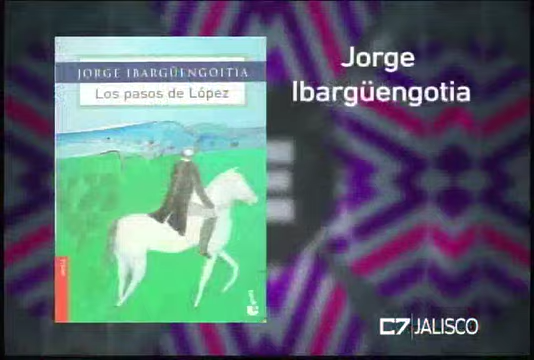 JORGE IBARGÜENGOITIA
Los pasos de López
Jorge
Ibargüengotia
C7 JALISCO